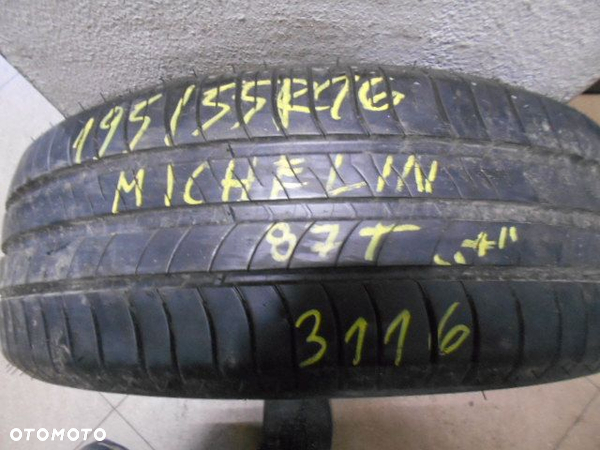 195/55R16
MICHELIN
87T „*"
3116
OTOMOTO